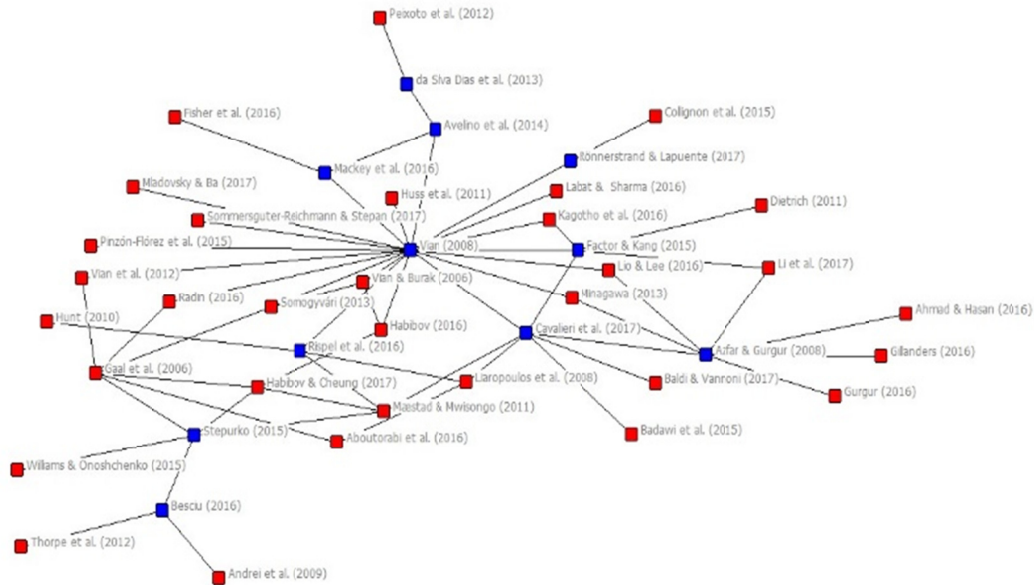 Peixoto et al. (2012)
da Siva Dias et al. (2013)
Fisher et al. (2016)
Colignon et al. (2015)
Avelino et al. (2014)
Könnerstrand & Lapuente (2017)
Mackey et al. (2016)
Mladovsky & Ba (2017)
Labat & Sharma (2016)
Huss et al. (2011)
Dietrich (2011)
Sommersguter-Reichmann & Stepan (2017)
Kagotho et al. (2016)
Pinzón-Flórez et al. (2015)
Vian (2008)
Factor & Kang (2015)
Lio & Lee (2016)
Li et al. (2017)
Vian et al. (2012)
Vian & Burak (2006)
Radin (2016)
Somogyvári (2013)
Minagawa (2013)
Ahmad & Hasan (2016)
Hunt (2010)
Habibov (2016)
Cavalieri et al. (2017)
Rispel et al. (2016)
Azfar & Gurgur (2008)
Gillanders (2016)
Gaal et al. (2006)
Habibov & Cheung (2017)
Liaropoulos et al. (2008)
Baldi & Vannoni (2017)
Gurgur (2016)
Mæstad & Mwisongo (2011)
Stepurko (2015)
Aboutorabi et al. (2016)
Badawi et al. (2015)
Willams & Onoshchenko (2015)
Besciu (2016)
Thorpe et al. (2012)
Andrei et al. (2009)